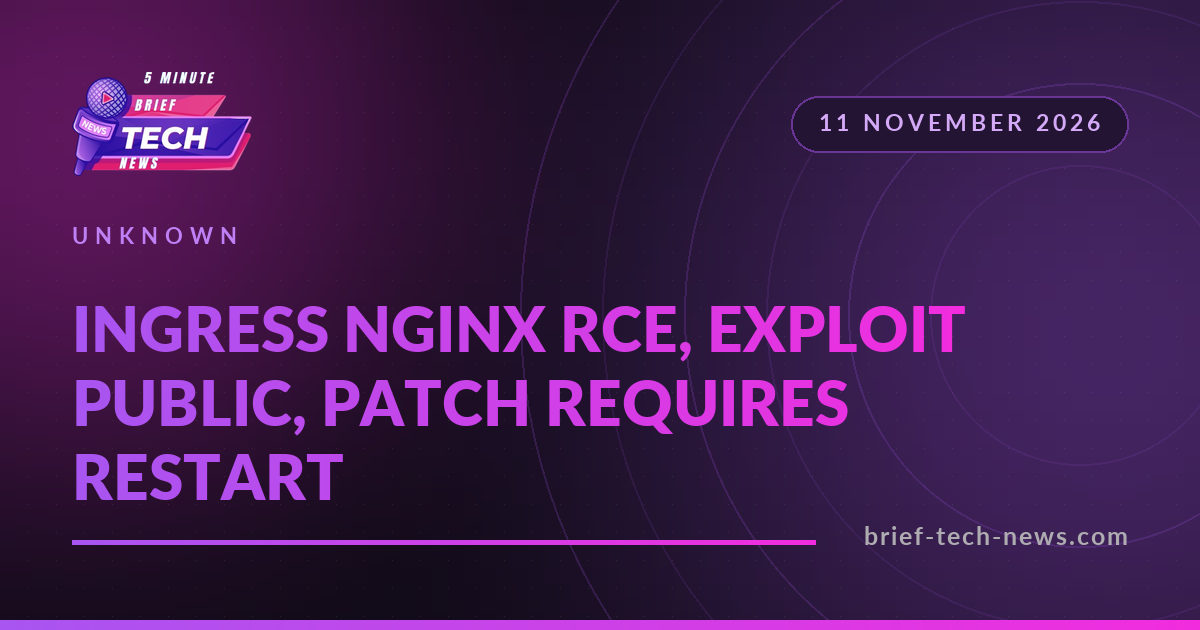 5 MINUTE
BRIEF
NEWS
TECH
NEWS
11 NOVEMBER 2026
UNKNOWN
INGRESS NGINX RCE, EXPLOIT
PUBLIC, PATCH REQUIRES
RESTART
brief-tech-news.com